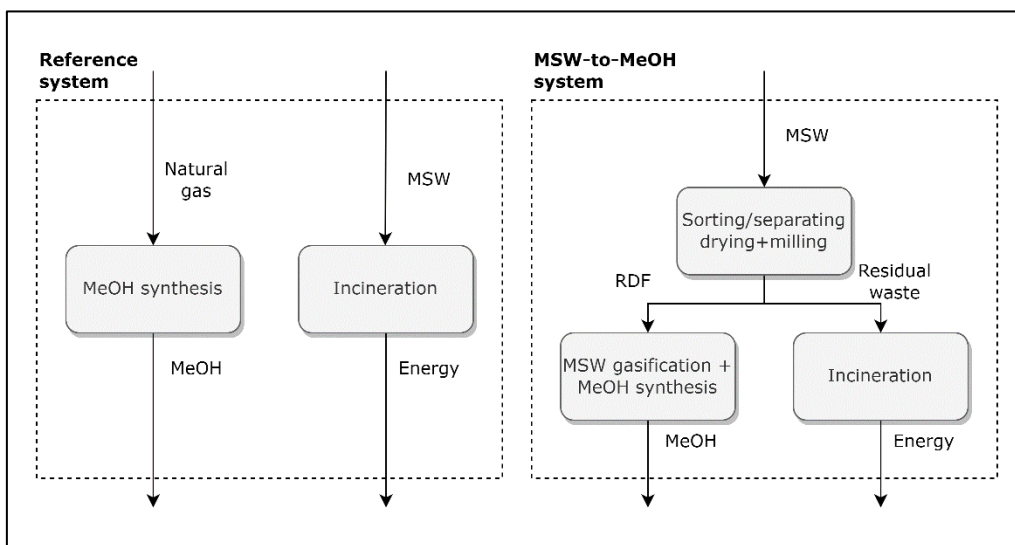 Reference
system
Natural
gas
MSW
MeOH synthesis
Incineration
MeOH
Energy
MSW-to-MeOH
system
MSW
Sorting/separating
drying+milling
RDF
Residual
waste
MSW gasification +
MeOH synthesis
Incineration
MeOH
Energy